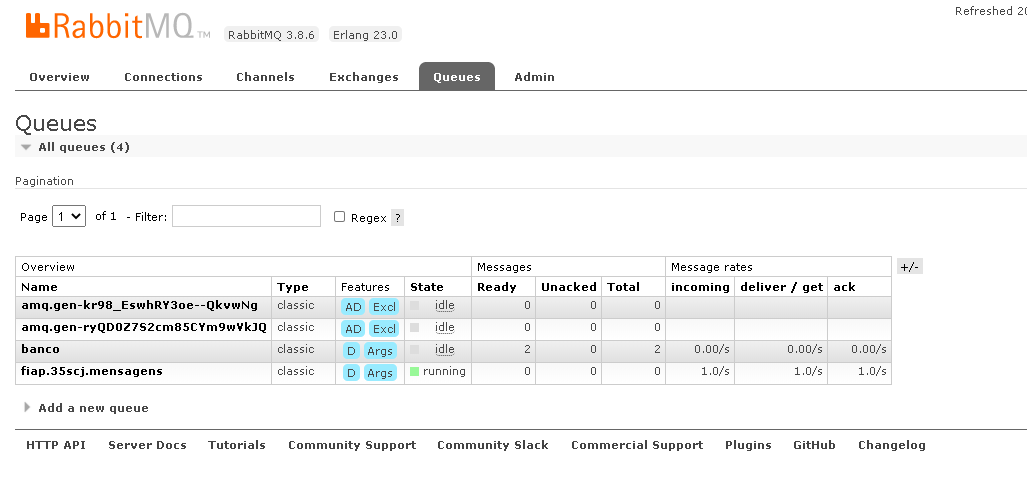 Refreshed 20
RabbitMQ TM RabbitMQ 3.8.6 Erlang 23.0
Overview Connections Channels Exchanges Queues Admin
Queues
All queues (4)
Pagination
Page 1 of 1 - Filter: Regex ?
Overview Messages Message rates +/-
Name Type Features State Ready Unacked Total incoming deliver / get ack
amq.gen-kr98_EswhRY3oe--QkvwNg classic AD Excl idle 0 0 0
amq.gen-ryQD0Z7S2cm85CYm9wVkJQ classic AD Excl idle 0 0 0
banco classic D Args idle 2 0 2 0.00/s 0.00/s 0.00/s
fiap.35scj.mensagens classic D Args running 0 0 0 1.0/s 1.0/s 1.0/s
Add a new queue
HTTP API Server Docs Tutorials Community Support Community Slack Commercial Support Plugins GitHub Changelog